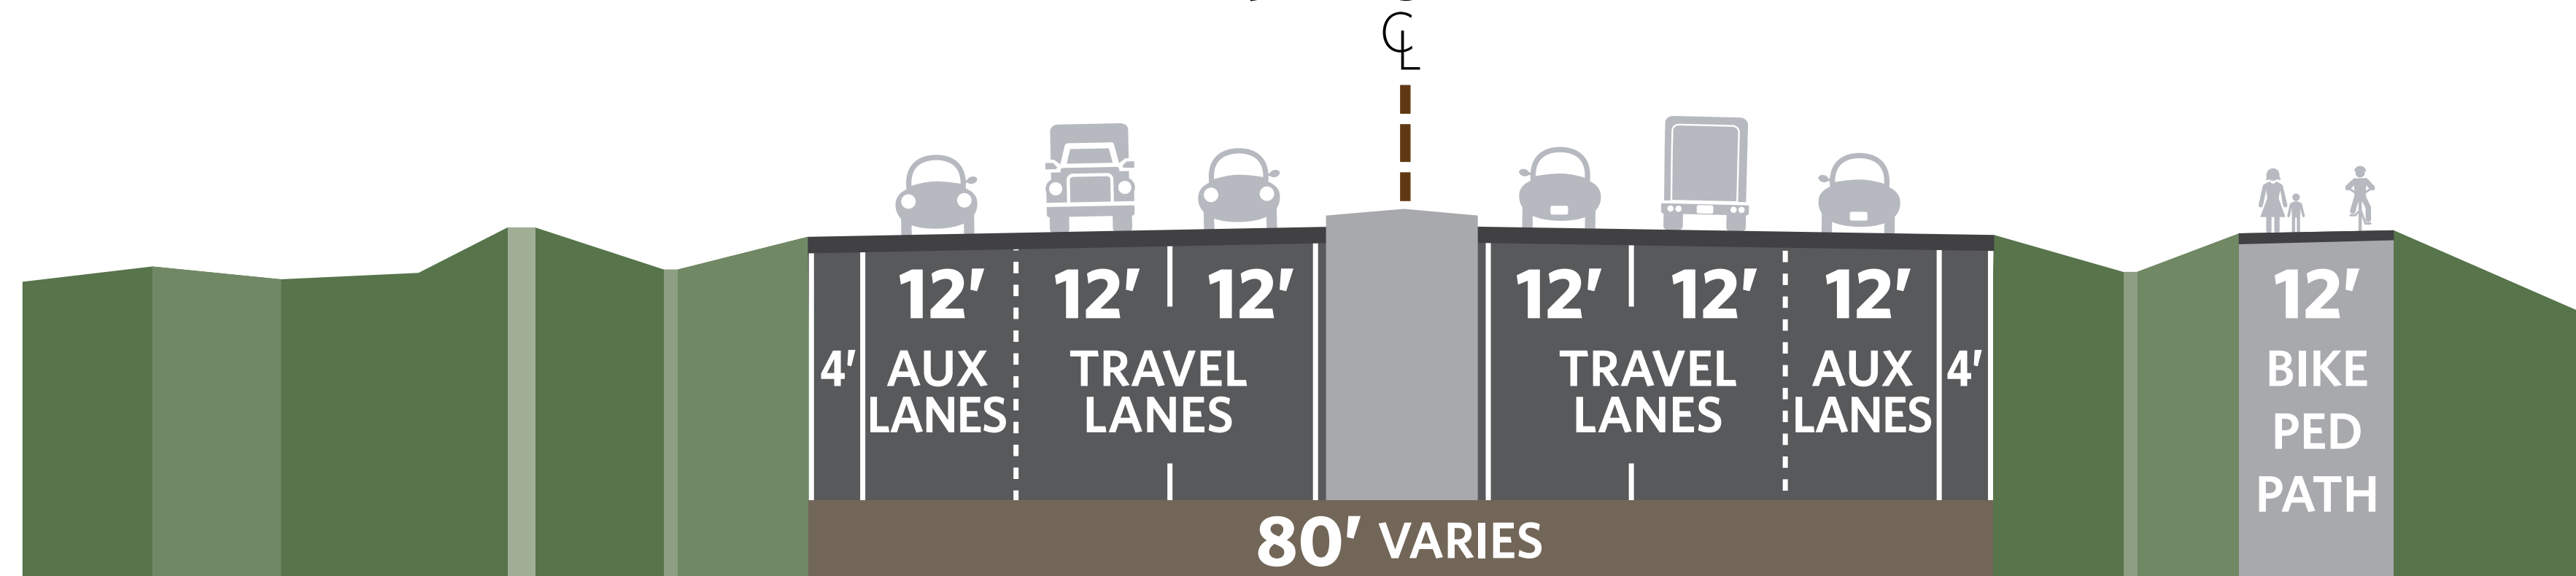 ℄
12′ 12′ 12′ 12′ 12′ 12′ 12′
4′ AUX LANES TRAVEL LANES TRAVEL LANES AUX LANES 4′ BIKE
PED
PATH
80′ VARIES